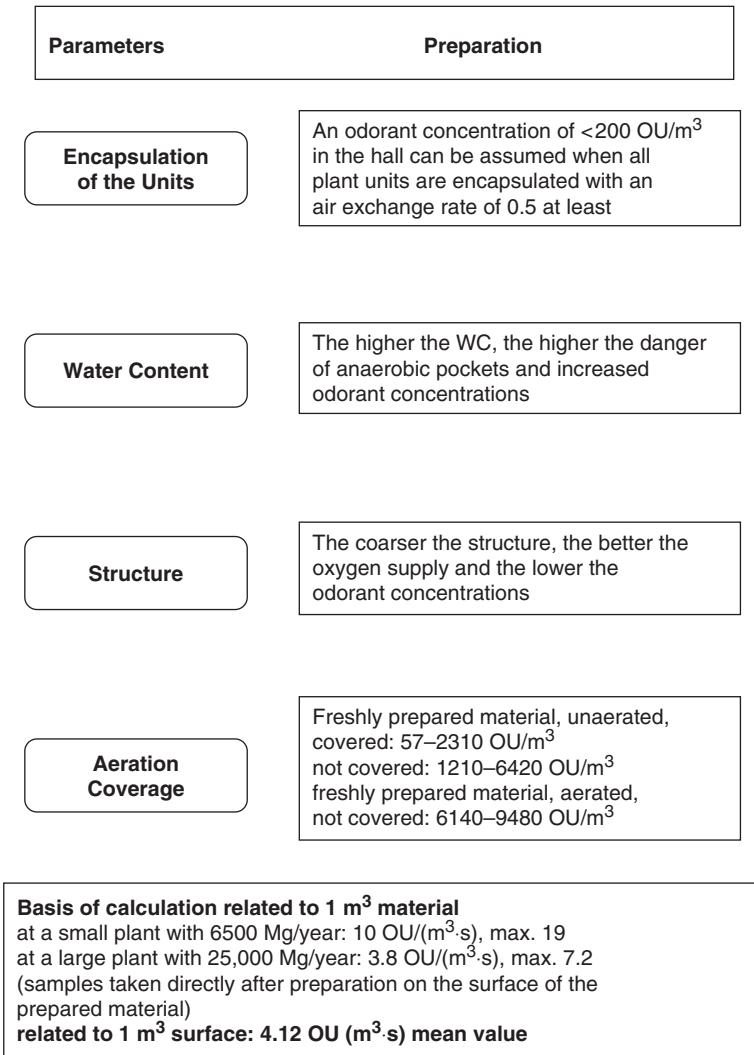 Parameters Preparation
Encapsulation
of the Units
An odorant concentration of <200 OU/m³
in the hall can be assumed when all
plant units are encapsulated with an
air exchange rate of 0.5 at least
Water Content
The higher the WC, the higher the danger
of anaerobic pockets and increased
odorant concentrations
Structure
The coarser the structure, the better the
oxygen supply and the lower the
odorant concentrations
Aeration
Coverage
Freshly prepared material, unaerated,
covered: 57–2310 OU/m³
not covered: 1210–6420 OU/m³
freshly prepared material, aerated,
not covered: 6140–9480 OU/m³
Basis of calculation related to 1 m³ material
at a small plant with 6500 Mg/year: 10 OU/(m³·s), max. 19
at a large plant with 25,000 Mg/year: 3.8 OU/(m³·s), max. 7.2
(samples taken directly after preparation on the surface of the
prepared material)
related to 1 m³ surface: 4.12 OU (m³·s) mean value